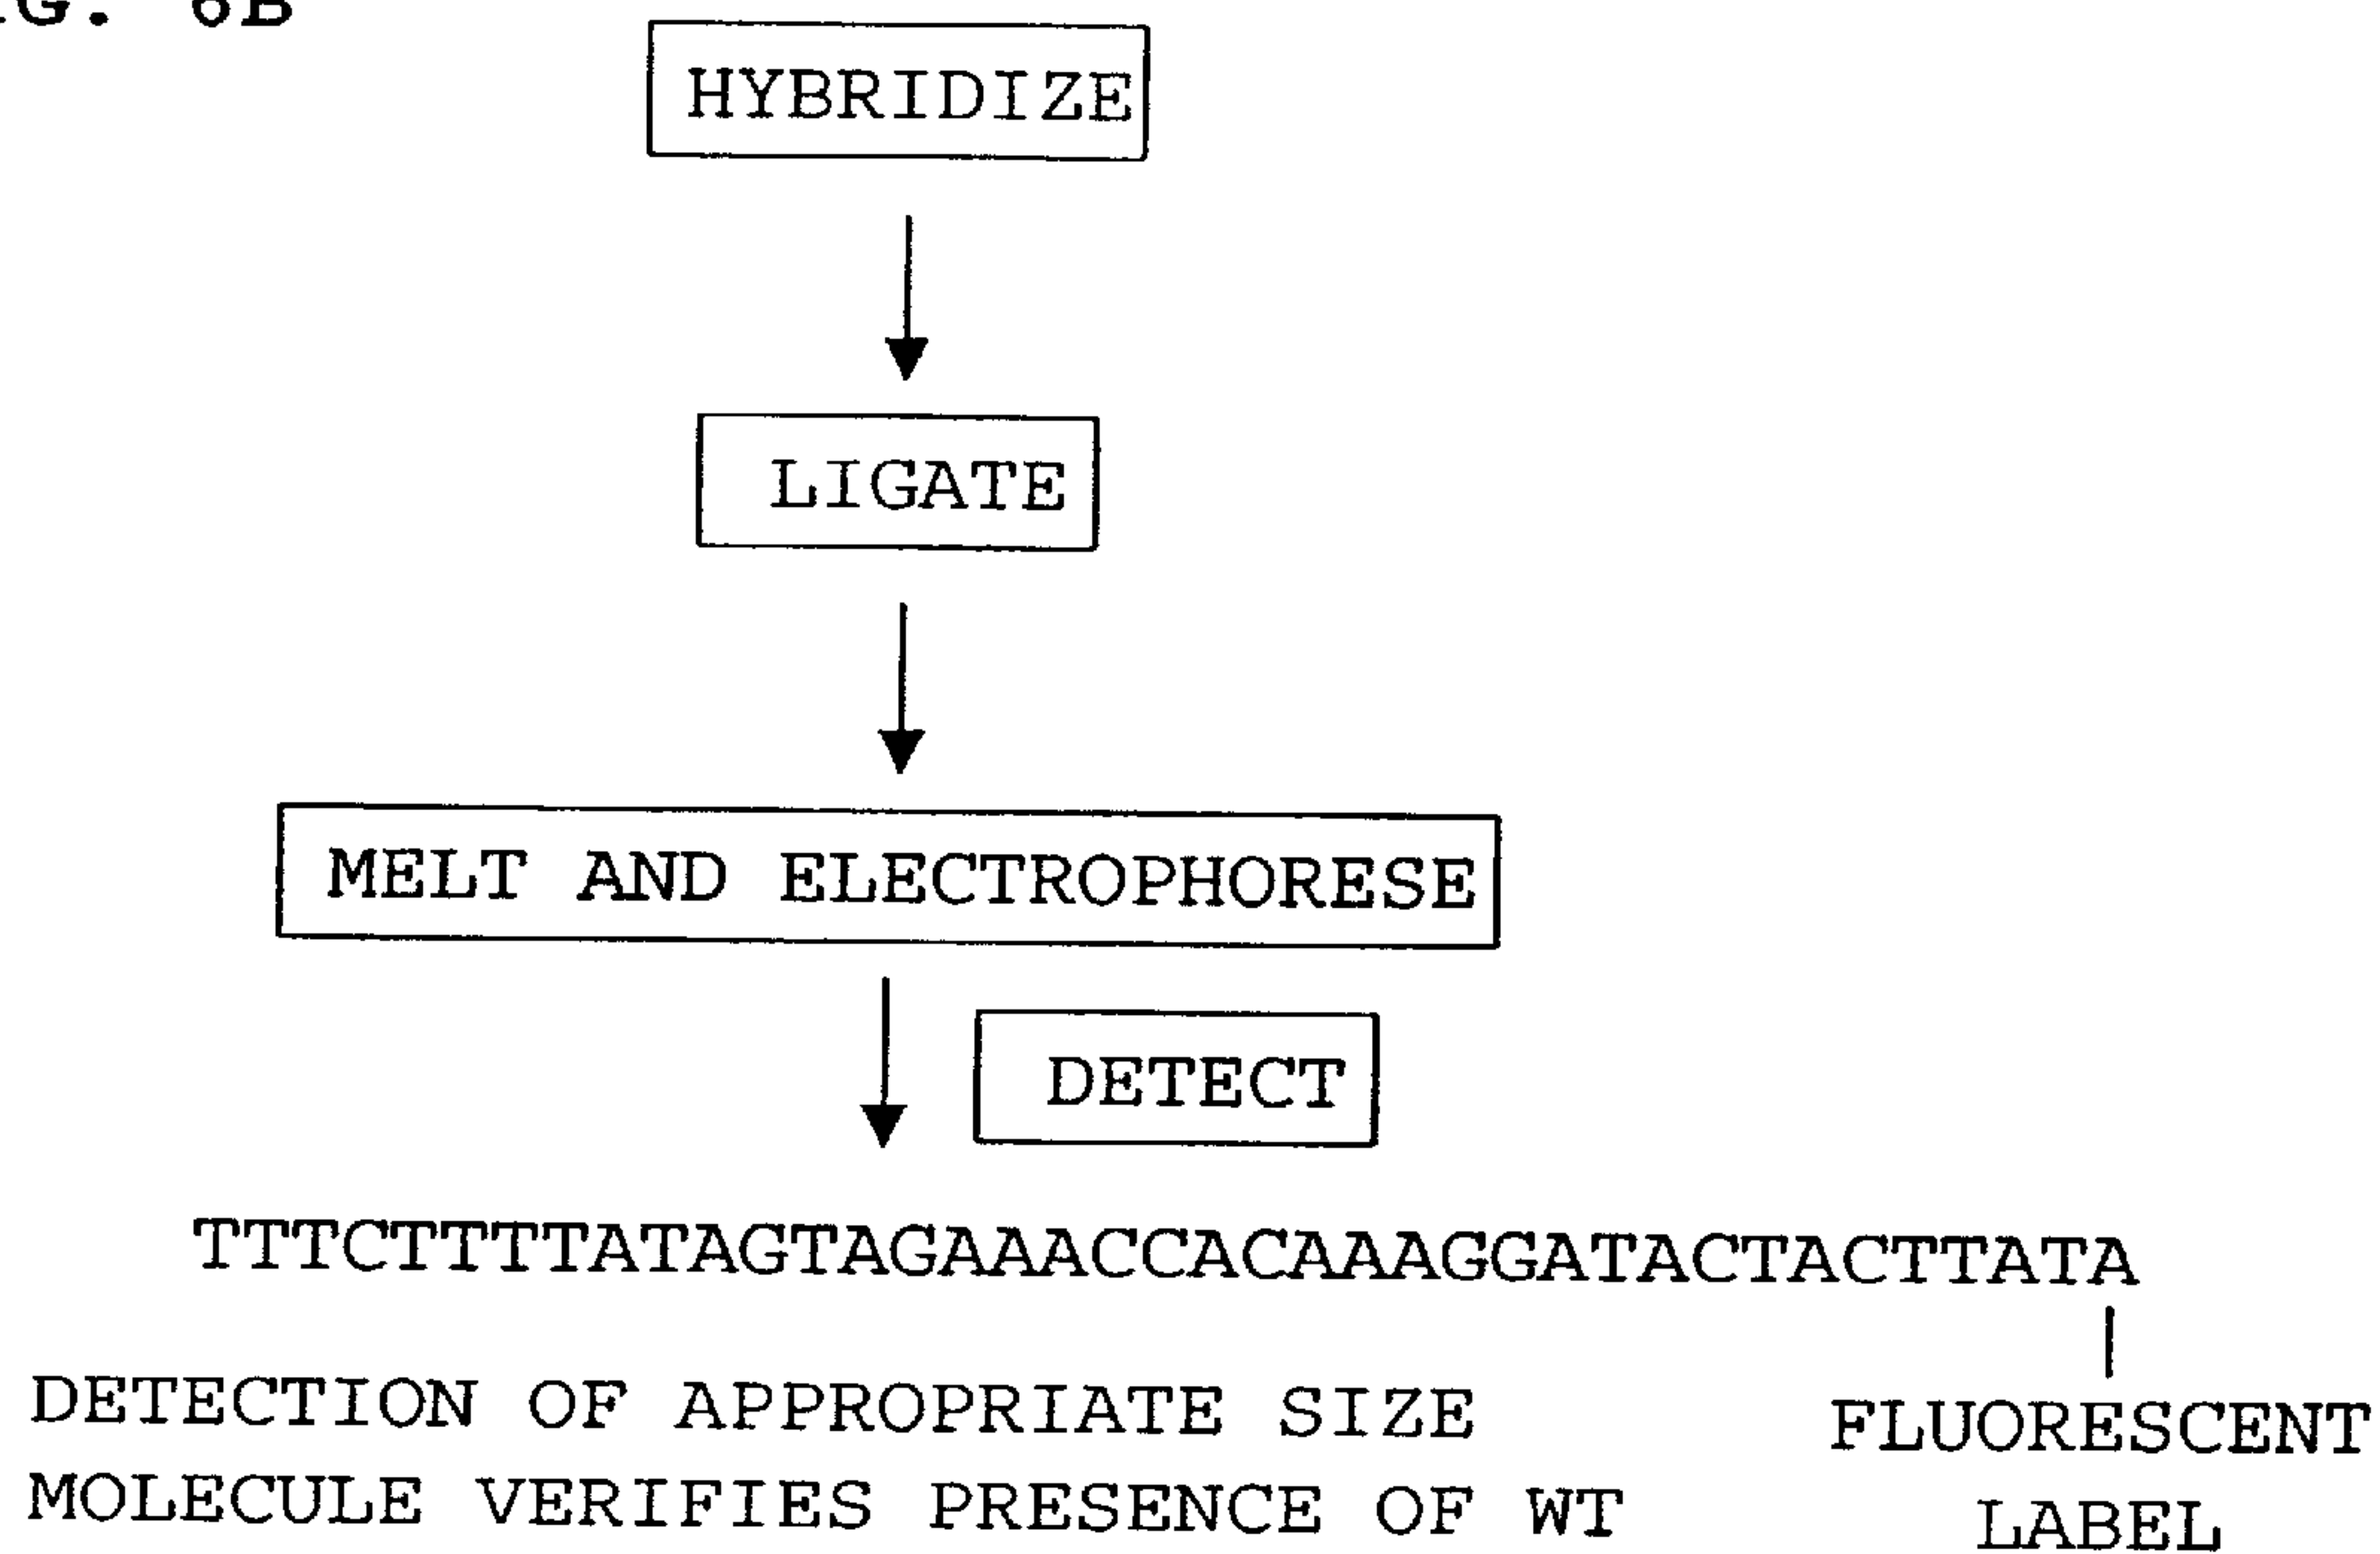 HYBRIDIZE
LIGATE
MELT AND ELECTROPHORESE
DETECT
TTTCTTTTATAGTAGAAACCACAAAGGATACTACTTATA
DETECTION OF APPROPRIATE SIZE
MOLECULE VERIFIES PRESENCE OF WT
FLUORESCENT
LABEL